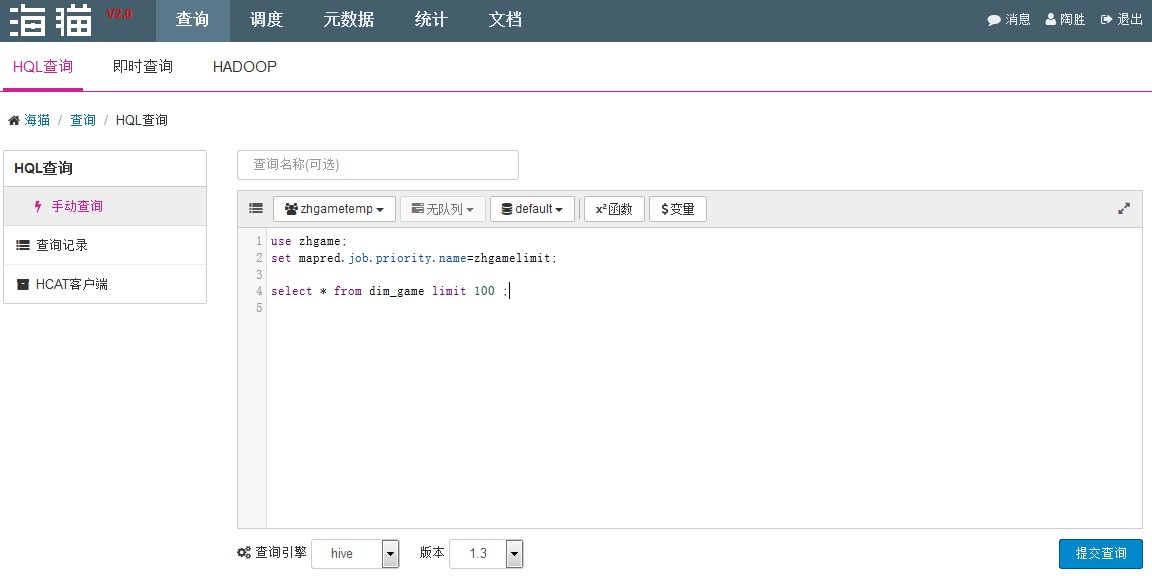 海猫 V2.0 查询 调度 元数据 统计 文档 消息 陶胜 退出
HQL查询 即时查询 HADOOP
海猫 / 查询 / HQL查询
HQL查询
手动查询
查询记录
HCAT客户端
查询名称(可选)
zhgametemp 无队列 default x²函数 $变量
1 use zhgame;
2 set mapred.job.priority.name=zhgamelimit;
3
4 select * from dim_game limit 100 ;
5
查询引擎 hive 版本 1.3 提交查询